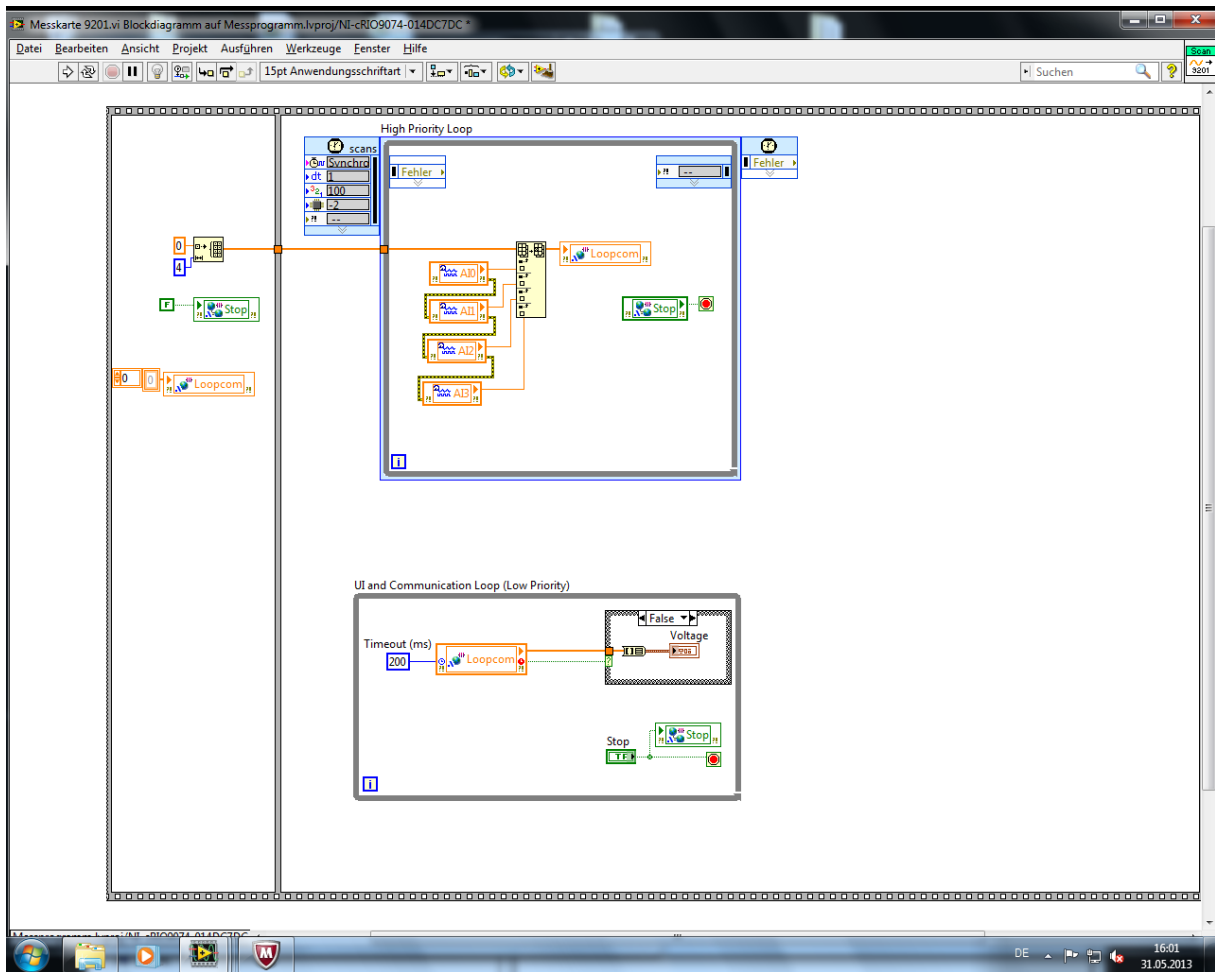 Messkarte 9201.vi Blockdiagramm auf Messprogramm.lvproj/NI-cRIO9074-014DC7DC *
Datei Bearbeiten Ansicht Projekt Ausführen Werkzeuge Fenster Hilfe
Scan
9201
15pt Anwendungsschriftart
Suchen
High Priority Loop
scans
Synchro
dt 1
100
-2
--
Fehler
--
Fehler
0
4
F
Stop
0
0
Loopcom
AI0
AI1
AI2
AI3
Loopcom
Stop
i
UI and Communication Loop (Low Priority)
False
Voltage
Timeout (ms)
200
Loopcom
?
Stop
TF
Stop
i
DE
16:01
31.05.2013